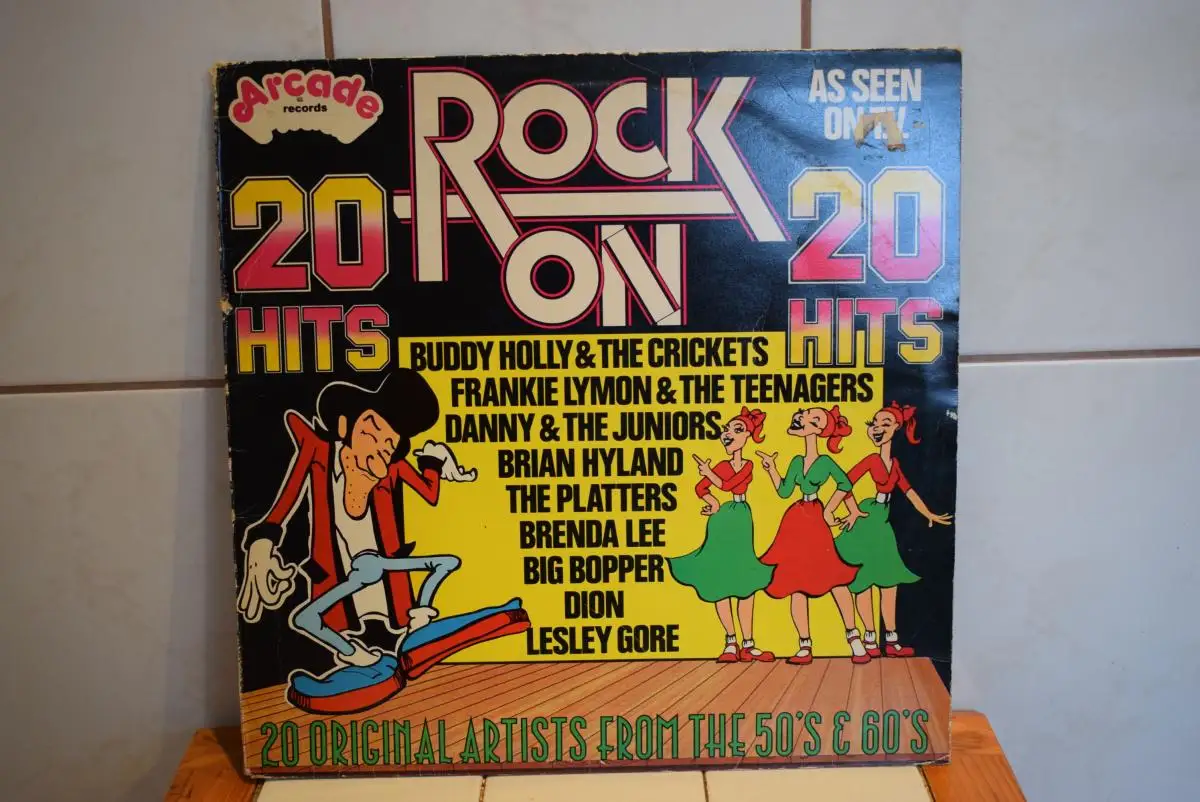 Arcade
records
ROCK
ON
AS SEEN
ON T.V.
20
HITS
20
HITS
BUDDY HOLLY & THE CRICKETS
FRANKIE LYMON & THE TEENAGERS
DANNY & THE JUNIORS
BRIAN HYLAND
THE PLATTERS
BRENDA LEE
BIG BOPPER
DION
LESLEY GORE
20 ORIGINAL ARTISTS FROM THE 50'S & 60'S